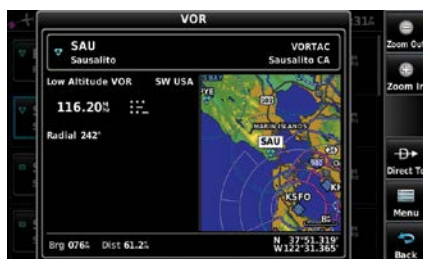 VOR
SAU
Sausalito
VORTAC
Sausalito CA
Low Altitude VOR
SW USA
116.20
Radial 242°
MARIN ISLANDS
SAU
KSFO
Brg 076°
Dist 61.2
N 37°51.319'
W122°31.365'
Zoom Out
Zoom In
Direct To
Menu
Back